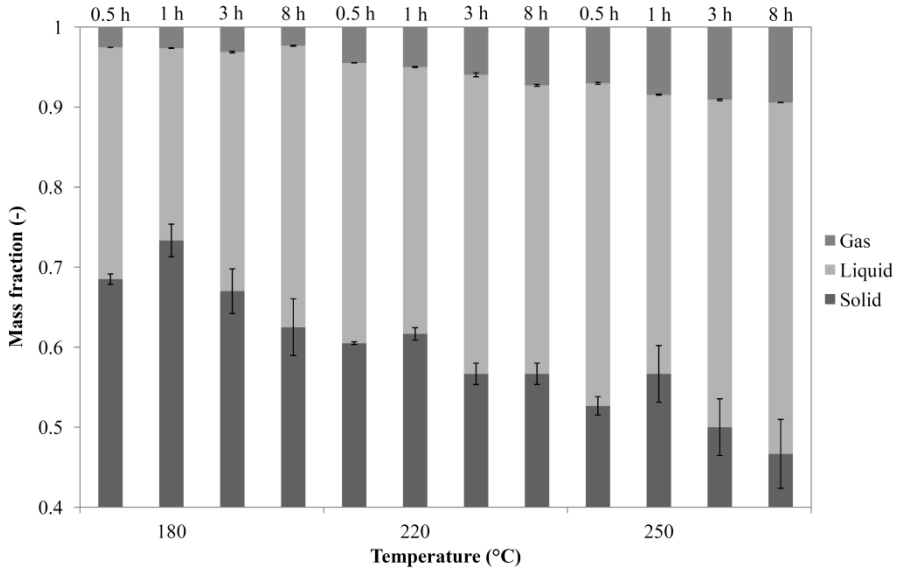 0.5 h 1 h 3 h 8 h 0.5 h 1 h 3 h 8 h 0.5 h 1 h 3 h 8 h
1
0.9
0.8
0.7
0.6
0.5
0.4
Mass fraction (-)
Gas
Liquid
Solid
180 220 250
Temperature (°C)